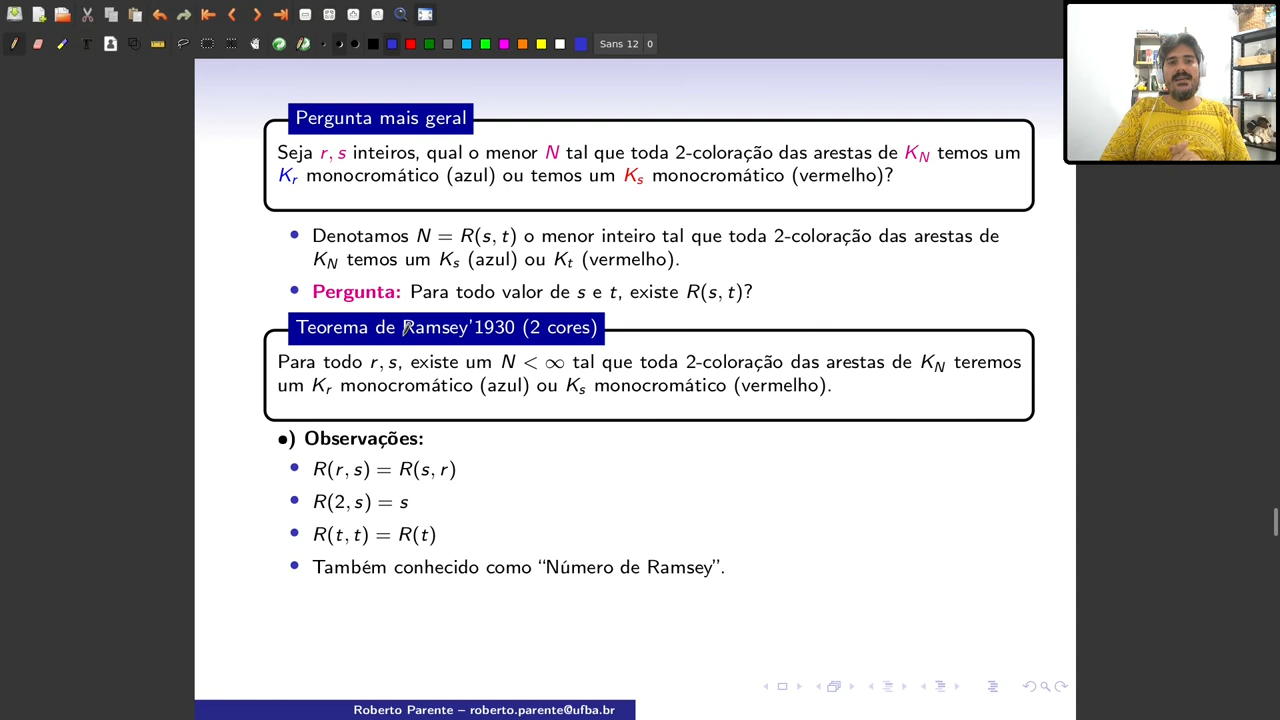 Sans 12 0
Pergunta mais geral
Seja r, s inteiros, qual o menor N tal que toda 2-coloração das arestas de K_N temos um
K_r monocromático (azul) ou temos um K_s monocromático (vermelho)?
• Denotamos N = R(s, t) o menor inteiro tal que toda 2-coloração das arestas de
K_N temos um K_s (azul) ou K_t (vermelho).
• Pergunta: Para todo valor de s e t, existe R(s, t)?
Teorema de Ramsey'1930 (2 cores)
Para todo r, s, existe um N < ∞ tal que toda 2-coloração das arestas de K_N teremos
um K_r monocromático (azul) ou K_s monocromático (vermelho).
•) Observações:
• R(r, s) = R(s, r)
• R(2, s) = s
• R(t, t) = R(t)
• Também conhecido como “Número de Ramsey”.
Roberto Parente – roberto.parente@ufba.br